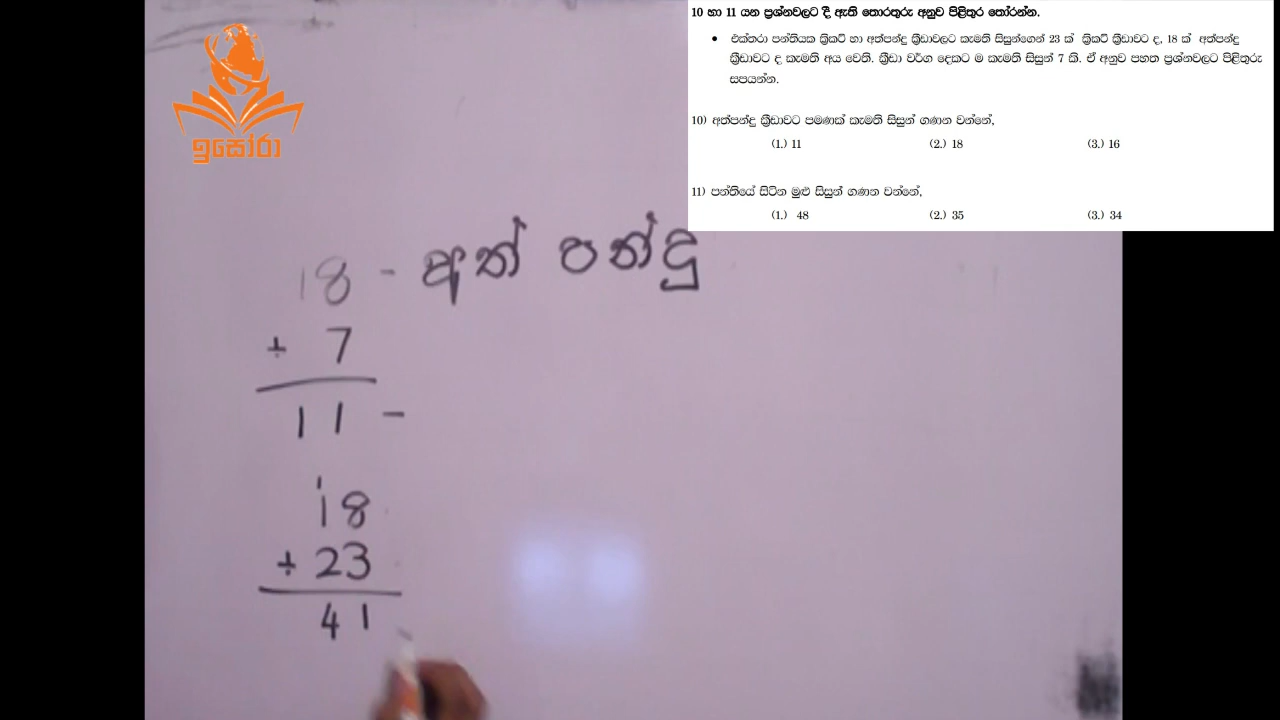 ඉසෝරා
10 හා 11 යන ප්‍රශ්නවලට දී ඇති තොරතුරු අනුව පිළිතුර තෝරන්න.
• එක්තරා පන්තියක ක්‍රිකට් හා අත්පන්දු ක්‍රීඩාවලට කැමති සිසුන්ගෙන් 23 ක් ක්‍රිකට් ක්‍රීඩාවට ද, 18 ක් අත්පන්දු
ක්‍රීඩාවට ද කැමති අය වෙති. ක්‍රීඩා වර්ග දෙකට ම කැමති සිසුන් 7 කි. ඒ අනුව පහත ප්‍රශ්නවලට පිළිතුරු
සපයන්න.
10) අත්පන්දු ක්‍රීඩාවට පමණක් කැමති සිසුන් ගණන වන්නේ,
(1.) 11 (2.) 18 (3.) 16
11) පන්තියේ සිටින මුළු සිසුන් ගණන වන්නේ,
(1.) 48 (2.) 35 (3.) 34
18 - අත් පන්දු
÷ 7
11 -
1
18
÷ 23
41